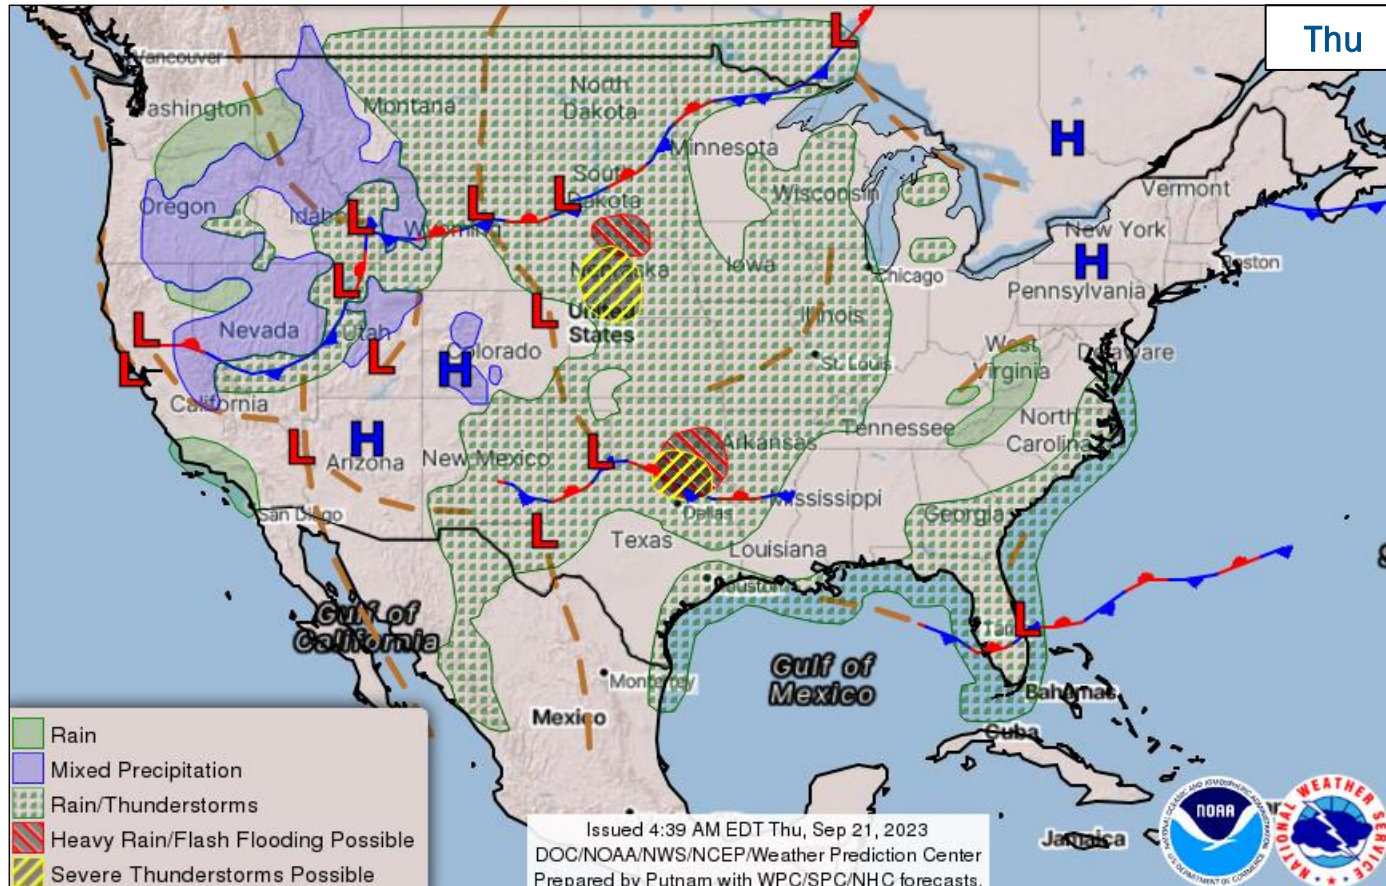 Thu
Vancouver
ashington
Montana
North
Dakota
Minnesota
Oregon
Idaho
Wyoming
South
Dakota
Wisconsin
Vermont
New York
Boston
Nebraska
Iowa
Chicago
Pennsylvania
Nevada
Utah
Colorado
United
States
Illinois
St. Louis
West
Virginia
Delaware
California
Arizona
New Mexico
Arkansas
Tennessee
North
Carolina
San Diego
Dallas
Mississippi
Georgia
Texas
Louisiana
Houston
Gulf of
California
Monterrey
Mexico
Gulf of
Mexico
Bahamas
Cuba
Jamaica
H
H
H
H
L
L
L
L
L
L
L
L
L
L
L
L
L
Rain
Mixed Precipitation
Rain/Thunderstorms
Heavy Rain/Flash Flooding Possible
Severe Thunderstorms Possible
Issued 4:39 AM EDT Thu, Sep 21, 2023
DOC/NOAA/NWS/NCEP/Weather Prediction Center
Prepared by Putnam with WPC/SPC/NHC forecasts.
NOAA
NATIONAL WEATHER SERVICE